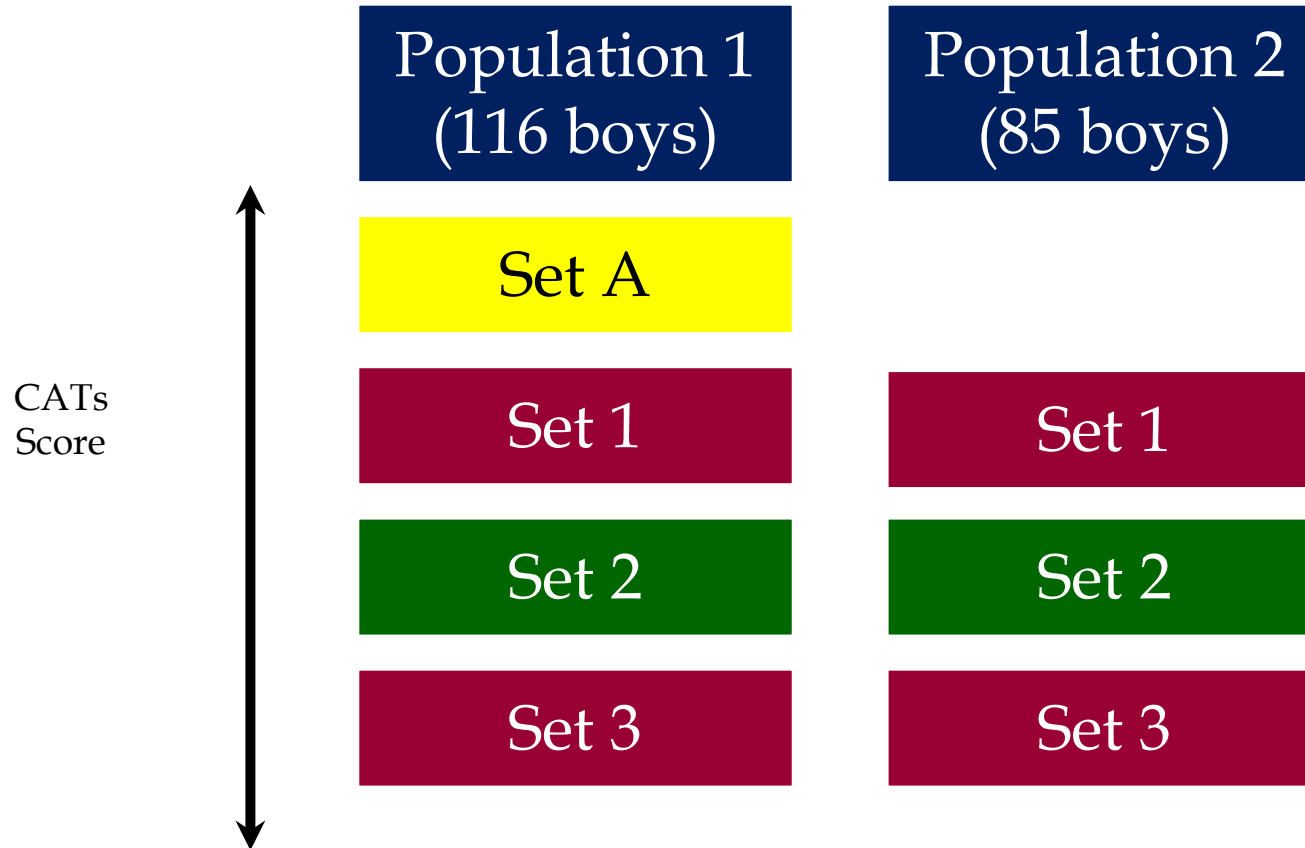 Population 1
(116 boys)
Population 2
(85 boys)
Set A
CATs
Score
Set 1
Set 1
Set 2
Set 2
Set 3
Set 3